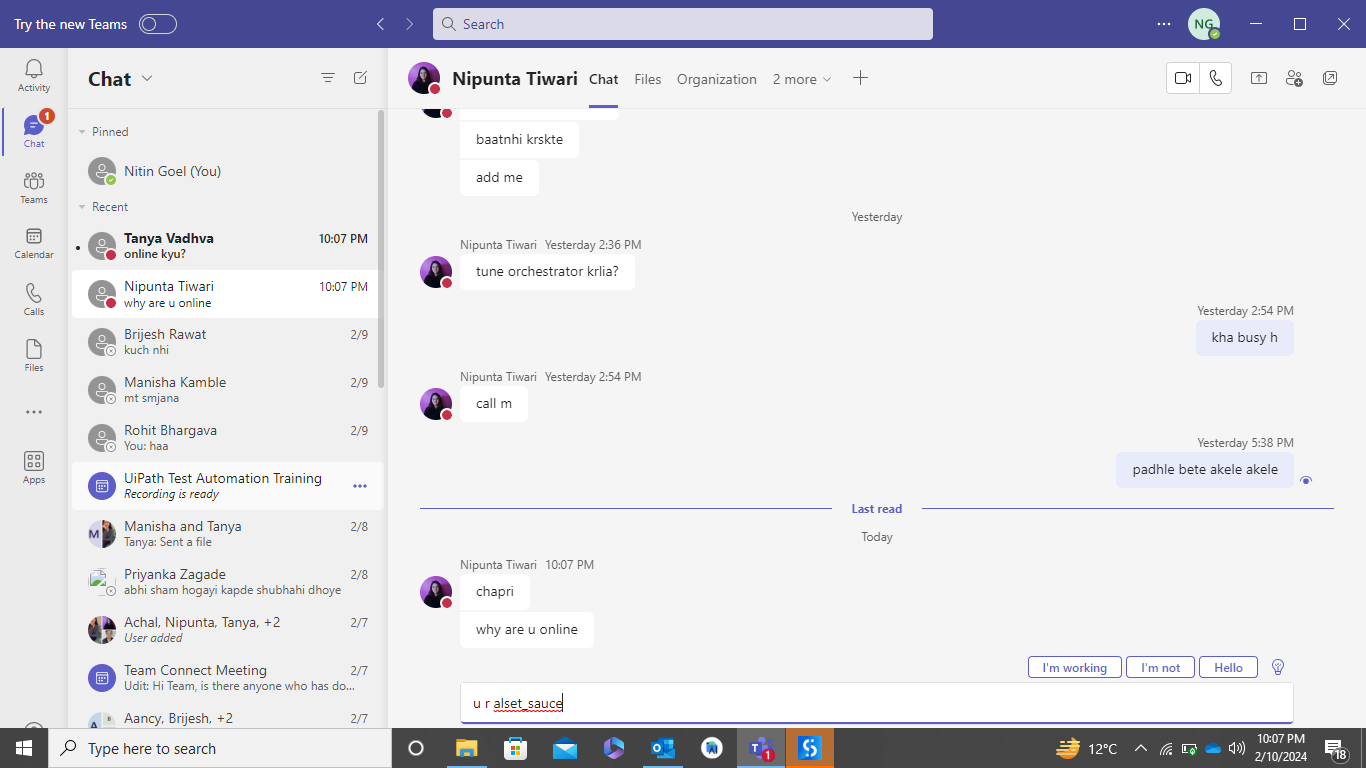 Try the new Teams
Search
NG
Activity
Chat
1
Teams
Calendar
Calls
Files
Apps
Chat
Pinned
Nitin Goel (You)
Recent
Tanya Vadhva 10:07 PM
online kyu?
Nipunta Tiwari 10:07 PM
why are u online
Brijesh Rawat 2/9
kuch nhi
Manisha Kamble 2/9
mt smjana
Rohit Bhargava 2/9
You: haa
UiPath Test Automation Training
Recording is ready
M
Manisha and Tanya 2/8
Tanya: Sent a file
Priyanka Zagade 2/8
abhi sham hogayi kapde shubhahi dhoye
Achal, Nipunta, Tanya, +2 2/7
User added
Team Connect Meeting 2/7
Udit: Hi Team, is there anyone who has do...
Aancy, Brijesh, +2 2/7
Nipunta Tiwari Chat Files Organization 2 more
baatnhi krskte
add me
Yesterday
Nipunta Tiwari Yesterday 2:36 PM
tune orchestrator krlia?
Yesterday 2:54 PM
kha busy h
Nipunta Tiwari Yesterday 2:54 PM
call m
Yesterday 5:38 PM
padhle bete akele akele
Last read
Today
Nipunta Tiwari 10:07 PM
chapri
why are u online
I'm working I'm not Hello
u r alset_sauce
Type here to search
1
12°C
10:07 PM
2/10/2024
18